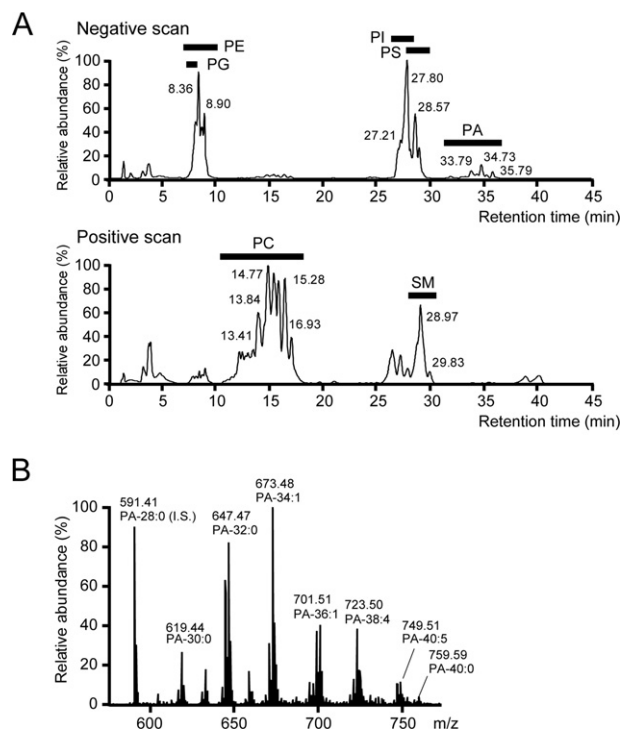 A
Negative scan
PE
PG
PI
PS
PA
Relative abundance (%)
100
80
60
40
20
0
8.36
8.90
27.21
27.80
28.57
33.79
34.73
35.79
0 5 10 15 20 25 30 35 40 45
Retention time (min)
Positive scan
PC
SM
Relative abundance (%)
100
80
60
40
20
0
13.41
13.84
14.77
15.28
16.93
28.97
29.83
0 5 10 15 20 25 30 35 40 45
Retention time (min)
B
Relative abundance (%)
100
80
60
40
20
0
591.41
PA-28:0 (I.S.)
619.44
PA-30:0
647.47
PA-32:0
673.48
PA-34:1
701.51
PA-36:1
723.50
PA-38:4
749.51
PA-40:5
759.59
PA-40:0
600 650 700 750 m/z